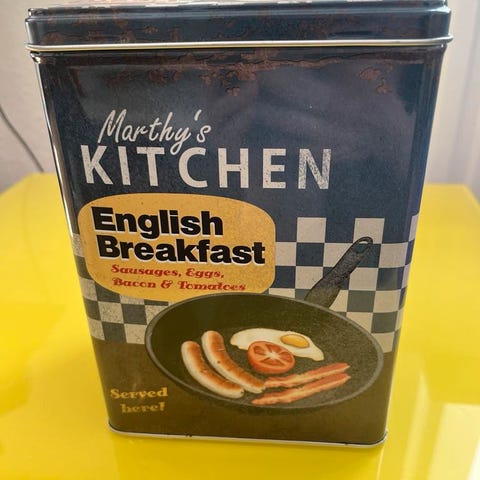 Marthy's
KITCHEN
English
Breakfast
Sausages, Eggs,
Bacon & Tomatoes
Served
here!